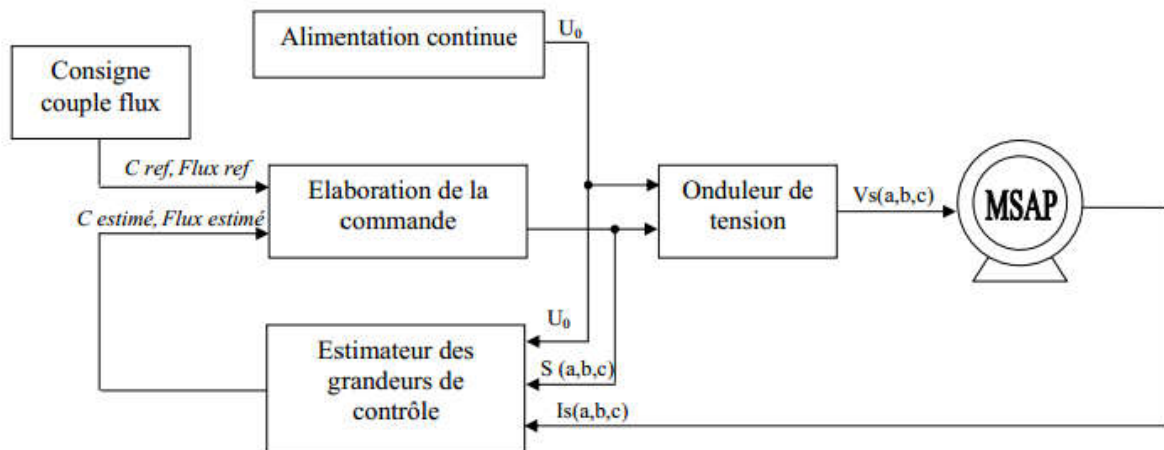 Alimentation continue
U₀
Consigne
couple flux
C ref, Flux ref
Elaboration de la
commande
Onduleur de
tension
Vs(a,b,c)
MSAP
C estimé, Flux estimé
U₀
Estimateur des
grandeurs de
contrôle
S (a,b,c)
Is(a,b,c)